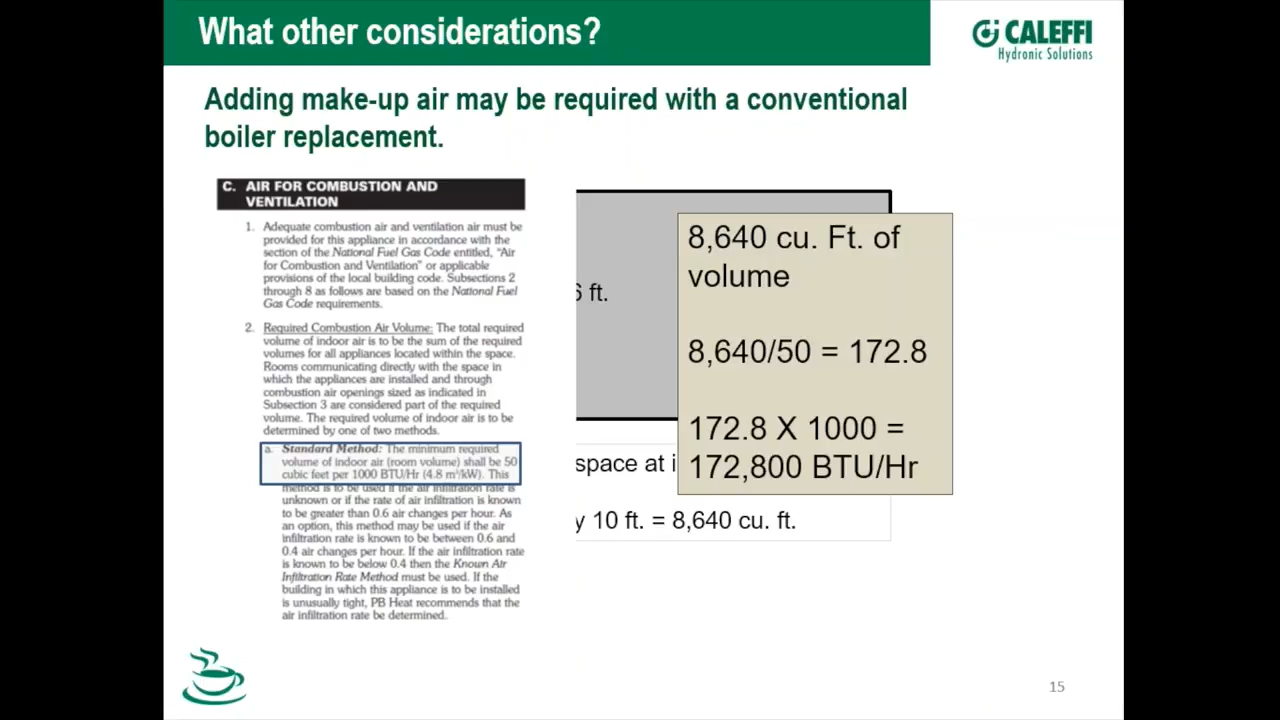 What other considerations?
CALEFFI
Hydronic Solutions
Adding make-up air may be required with a conventional
boiler replacement.
C. AIR FOR COMBUSTION AND
VENTILATION
1. Adequate combustion air and ventilation air must be
provided for this appliance in accordance with the
section of the National Fuel Gas Code entitled, "Air
for Combustion and Ventilation" or applicable
provisions of the local building code. Subsections 2
through 8 as follows are based on the National Fuel
Gas Code requirements.
2. Required Combustion Air Volume: The total required
volume of indoor air is to be the sum of the required
volumes for all appliances located within the space.
Rooms communicating directly with the space in
which the appliances are installed and through
combustion air openings sized as indicated in
Subsection 3 are considered part of the required
volume. The required volume of indoor air is to be
determined by one of two methods.
a. Standard Method: The minimum required
volume of indoor air (room volume) shall be 50
cubic feet per 1000 BTU/Hr (4.8 m³/kW). This
method is to be used if the air infiltration rate is
unknown or if the rate of air infiltration is known
to be greater than 0.6 air changes per hour. As
an option, this method may be used if the air
infiltration rate is known to be between 0.6 and
0.4 air changes per hour. If the air infiltration rate
is known to be below 0.4 then the Known Air
Infiltration Rate Method must be used. If the
building in which this appliance is to be installed
is unusually tight, PB Heat recommends that the
air infiltration rate be determined.
6 ft.
space at i
y 10 ft. = 8,640 cu. ft.
8,640 cu. Ft. of
volume
8,640/50 = 172.8
172.8 X 1000 =
172,800 BTU/Hr
15